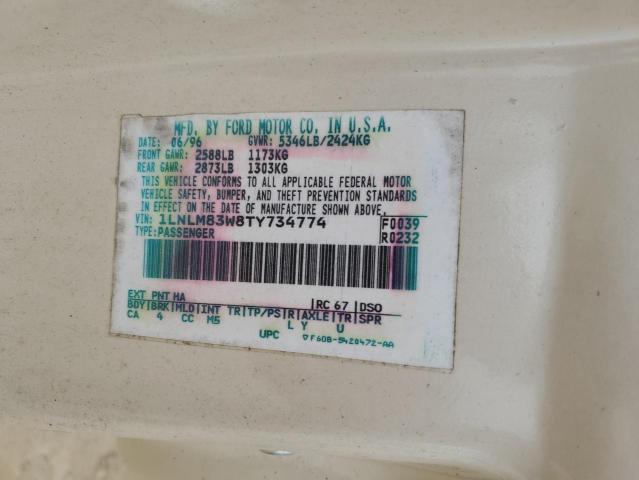 MFD. BY FORD MOTOR CO. IN U.S.A.
DATE: 06/96 GVWR: 5346LB/2424KG
FRONT GAWR: 2588LB 1173KG
REAR GAWR: 2873LB 1303KG
THIS VEHICLE CONFORMS TO ALL APPLICABLE FEDERAL MOTOR
VEHICLE SAFETY, BUMPER, AND THEFT PREVENTION STANDARDS
IN EFFECT ON THE DATE OF MANUFACTURE SHOWN ABOVE.
VIN: 1LNLM83W8TY734774 F0039
TYPE: PASSENGER R0232
EXT PNT HA RC 67 DSO
BDY|BRK|MLD|INT TR|TP/PS|R|AXLE|TR|SPR
CA 4 CC M5 L Y U
UPC F60B-5420472-AA